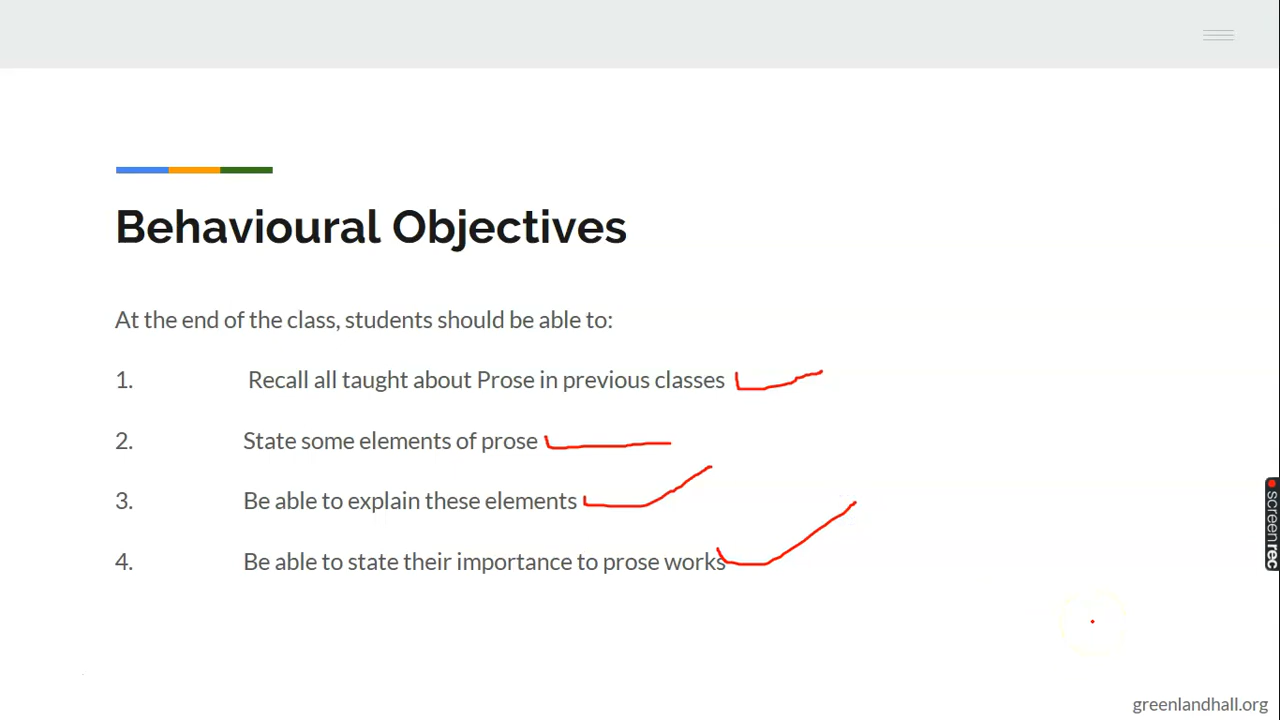 Behavioural Objectives
At the end of the class, students should be able to:
1. Recall all taught about Prose in previous classes
2. State some elements of prose
3. Be able to explain these elements
4. Be able to state their importance to prose works
screenrec
greenlandhall.org